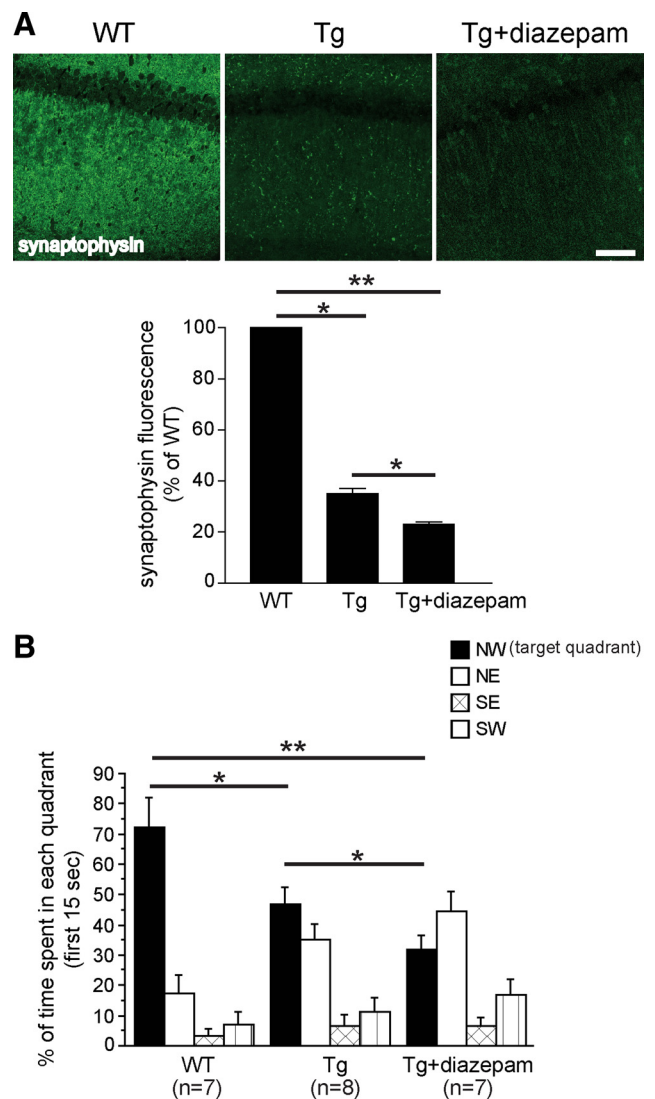 A
WT
Tg
Tg+diazepam
synaptophysin
**
*
*
synaptophysin fluorescence
(% of WT)
100
80
60
40
20
0
WT
Tg
Tg+diazepam
B
NW (target quadrant)
NE
SE
SW
**
*
*
% of time spent in each quadrant
(first 15 sec)
90
80
70
60
50
40
30
20
10
0
WT
Tg
Tg+diazepam
(n=7)
(n=8)
(n=7)